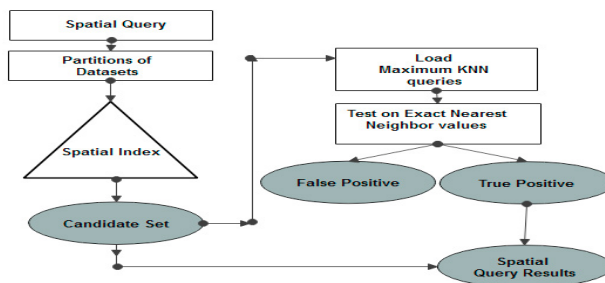 Spatial Query
Partitions of
Datasets
Spatial Index
Candidate Set
Load
Maximum KNN
queries
Test on Exact Nearest
Neighbor values
False Positive
True Positive
Spatial
Query Results